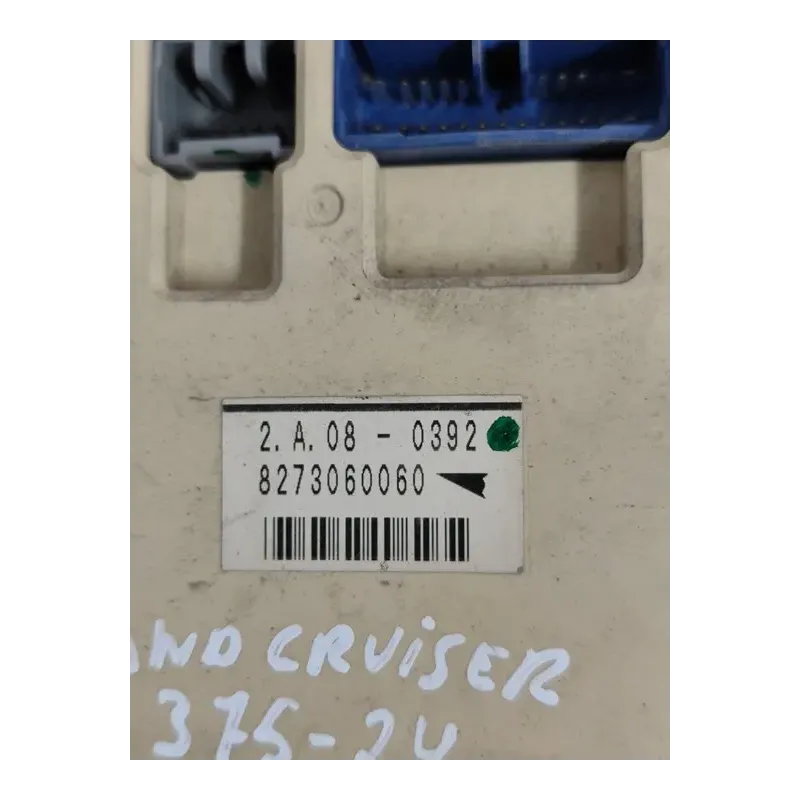 2. A. 08 - 0392
8273060060
AND CRUISER
375-24